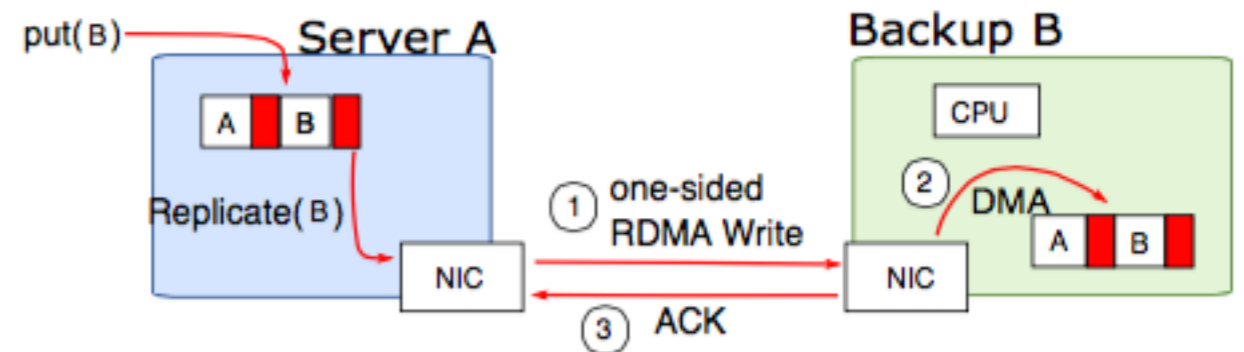 put(B)
Server A
A B
Replicate(B)
NIC
1 one-sided
RDMA Write
3 ACK
Backup B
CPU
2 DMA
A B
NIC